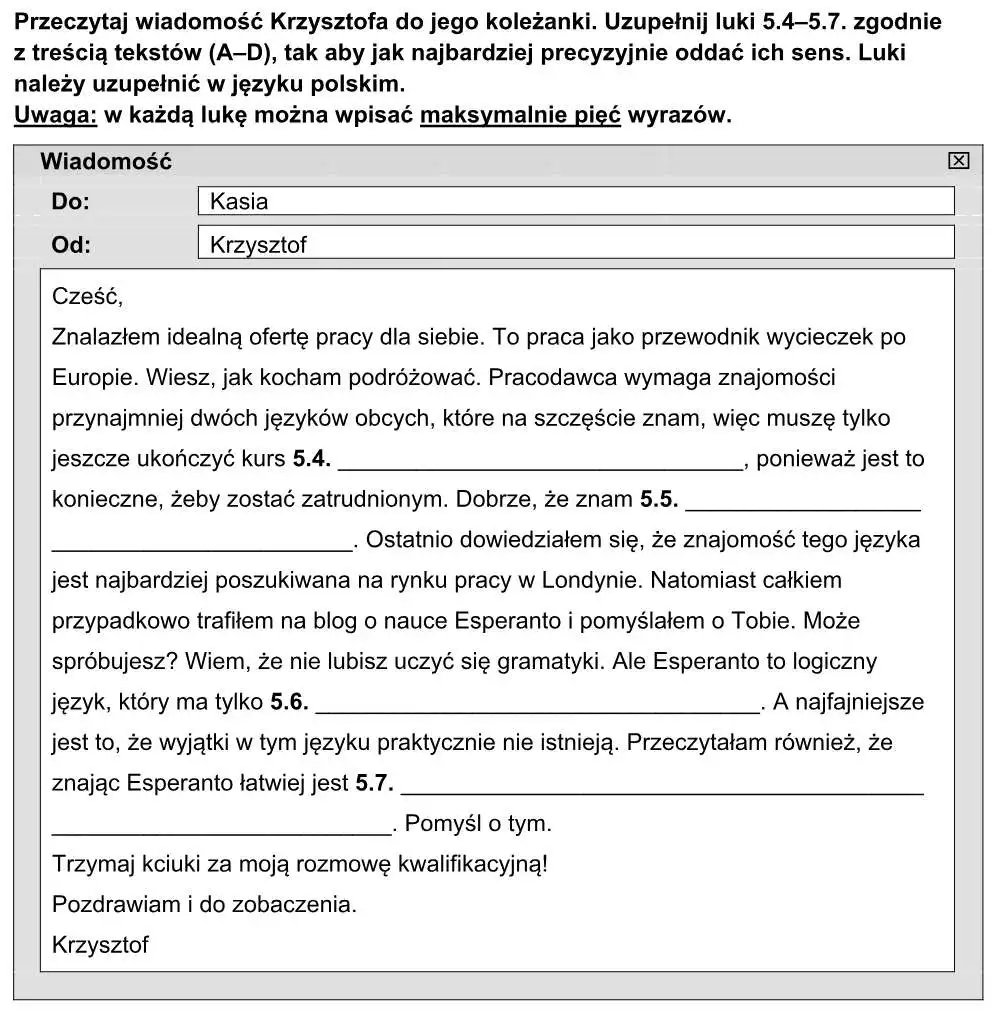 Przeczytaj wiadomość Krzysztofa do jego koleżanki. Uzupełnij luki 5.4–5.7. zgodnie
z treścią tekstów (A–D), tak aby jak najbardziej precyzyjnie oddać ich sens. Luki
należy uzupełnić w języku polskim.
Uwaga: w każdą lukę można wpisać maksymalnie pięć wyrazów.
Wiadomość
Do: Kasia
Od: Krzysztof
Cześć,
Znalazłem idealną ofertę pracy dla siebie. To praca jako przewodnik wycieczek po
Europie. Wiesz, jak kocham podróżować. Pracodawca wymaga znajomości
przynajmniej dwóch języków obcych, które na szczęście znam, więc muszę tylko
jeszcze ukończyć kurs 5.4. _______________________________, ponieważ jest to
konieczne, żeby zostać zatrudnionym. Dobrze, że znam 5.5. __________________
_______________________. Ostatnio dowiedziałem się, że znajomość tego języka
jest najbardziej poszukiwana na rynku pracy w Londynie. Natomiast całkiem
przypadkowo trafiłem na blog o nauce Esperanto i pomyślałem o Tobie. Może
spróbujesz? Wiem, że nie lubisz uczyć się gramatyki. Ale Esperanto to logiczny
język, który ma tylko 5.6. __________________________________. A najfajniejsze
jest to, że wyjątki w tym języku praktycznie nie istnieją. Przeczytałam również, że
znając Esperanto łatwiej jest 5.7. ________________________________________
__________________________. Pomyśl o tym.
Trzymaj kciuki za moją rozmowę kwalifikacyjną!
Pozdrawiam i do zobaczenia.
Krzysztof